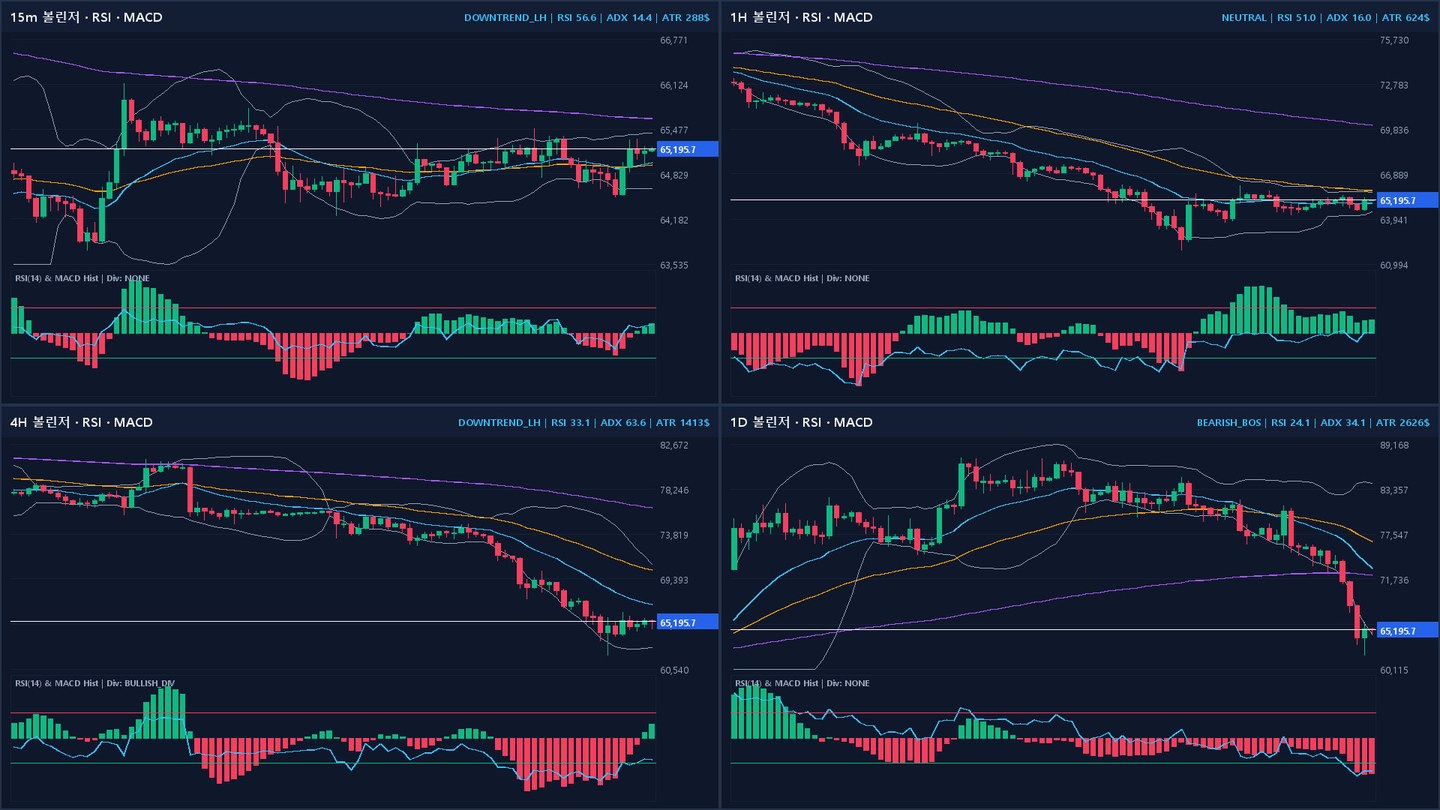 15m 볼린저 · RSI · MACD
DOWNTREND_LH | RSI 56.6 | ADX 14.4 | ATR 288$
66,771
66,124
65,477
65,195.7
64,829
64,182
63,535
RSI(14) & MACD Hist | Div: NONE
1H 볼린저 · RSI · MACD
NEUTRAL | RSI 51.0 | ADX 16.0 | ATR 624$
75,730
72,783
69,836
66,889
65,195.7
63,941
60,994
RSI(14) & MACD Hist | Div: NONE
4H 볼린저 · RSI · MACD
DOWNTREND_LH | RSI 33.1 | ADX 63.6 | ATR 1413$
82,672
78,246
73,819
69,393
65,195.7
60,540
RSI(14) & MACD Hist | Div: BULLISH_DIV
1D 볼린저 · RSI · MACD
BEARISH_BOS | RSI 24.1 | ADX 34.1 | ATR 2626$
89,168
83,357
77,547
71,736
65,195.7
60,115
RSI(14) & MACD Hist | Div: NONE